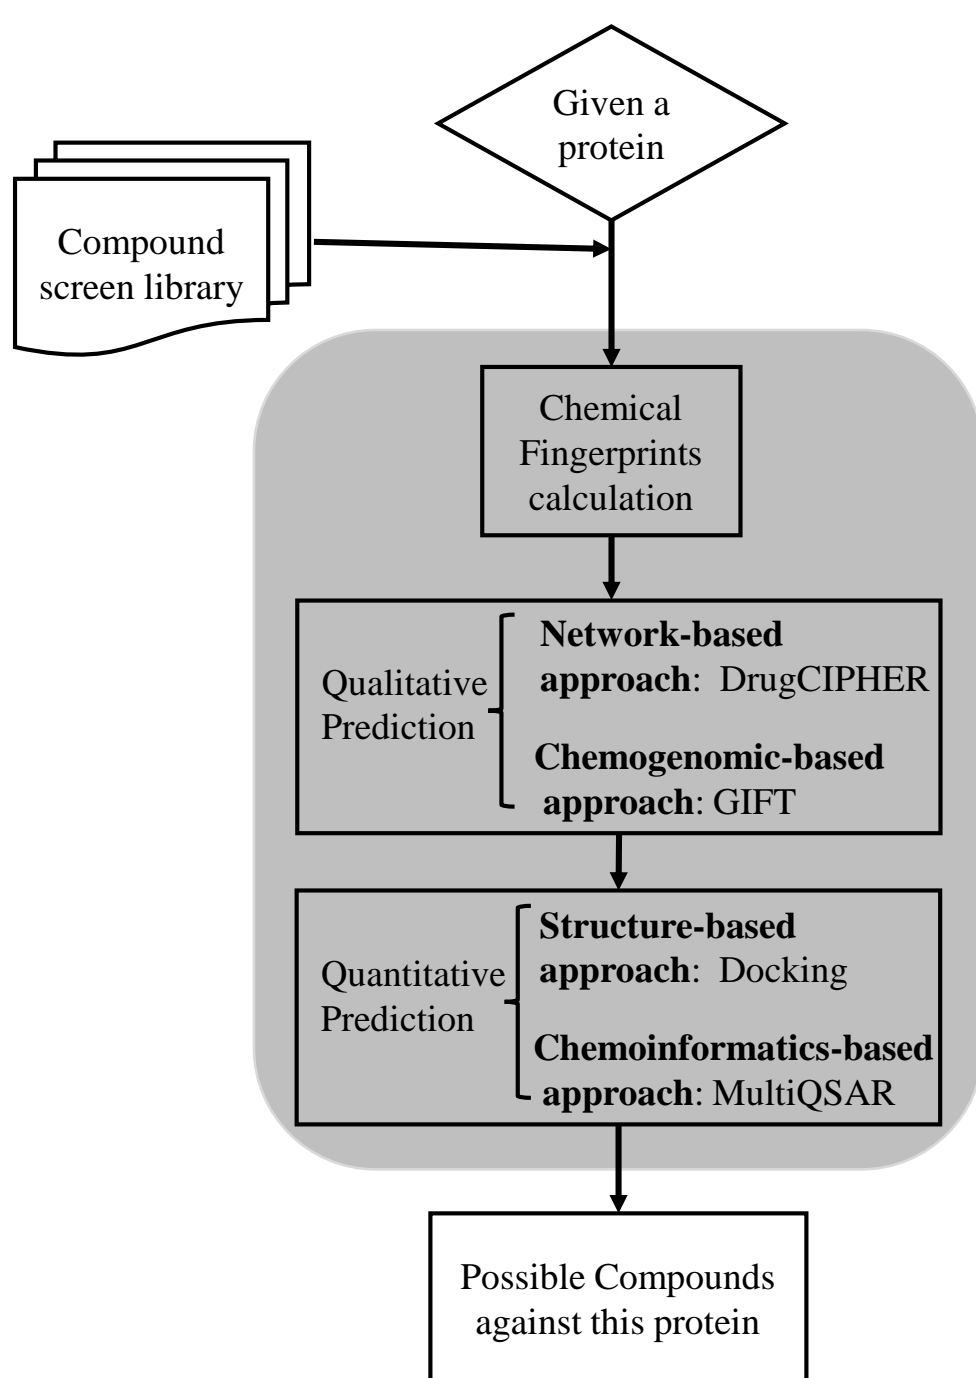 Given a
protein
Compound
screen library
Chemical
Fingerprints
calculation
Qualitative
Prediction
Network-based
approach:  DrugCIPHER
Chemogenomic-based
approach: GIFT
Quantitative
Prediction
Structure-based
approach:  Docking
Chemoinformatics-based
approach: MultiQSAR
Possible Compounds
against this protein